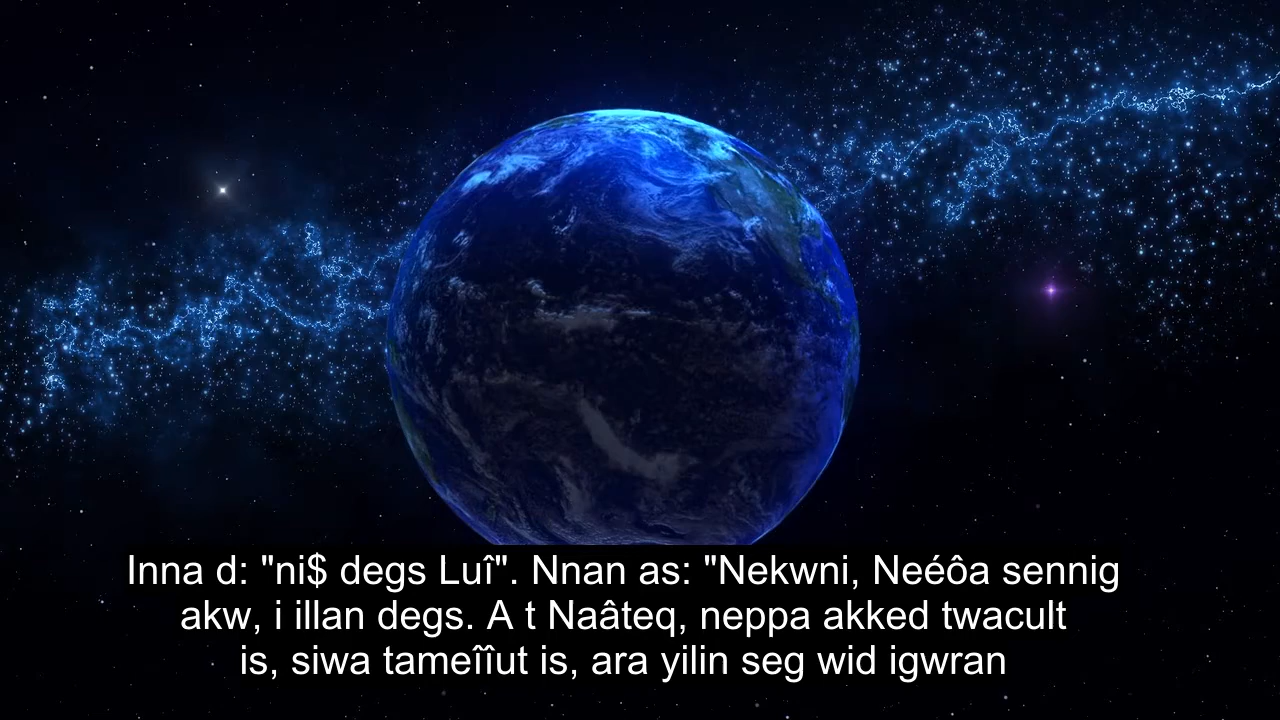 Inna d: "ni$ degs Luî". Nnan as: "Nekwni, Neéôa sennig
akw, i illan degs. A t Naâteq, neppa akked twacult
is, siwa tameîîut is, ara yilin seg wid igwran